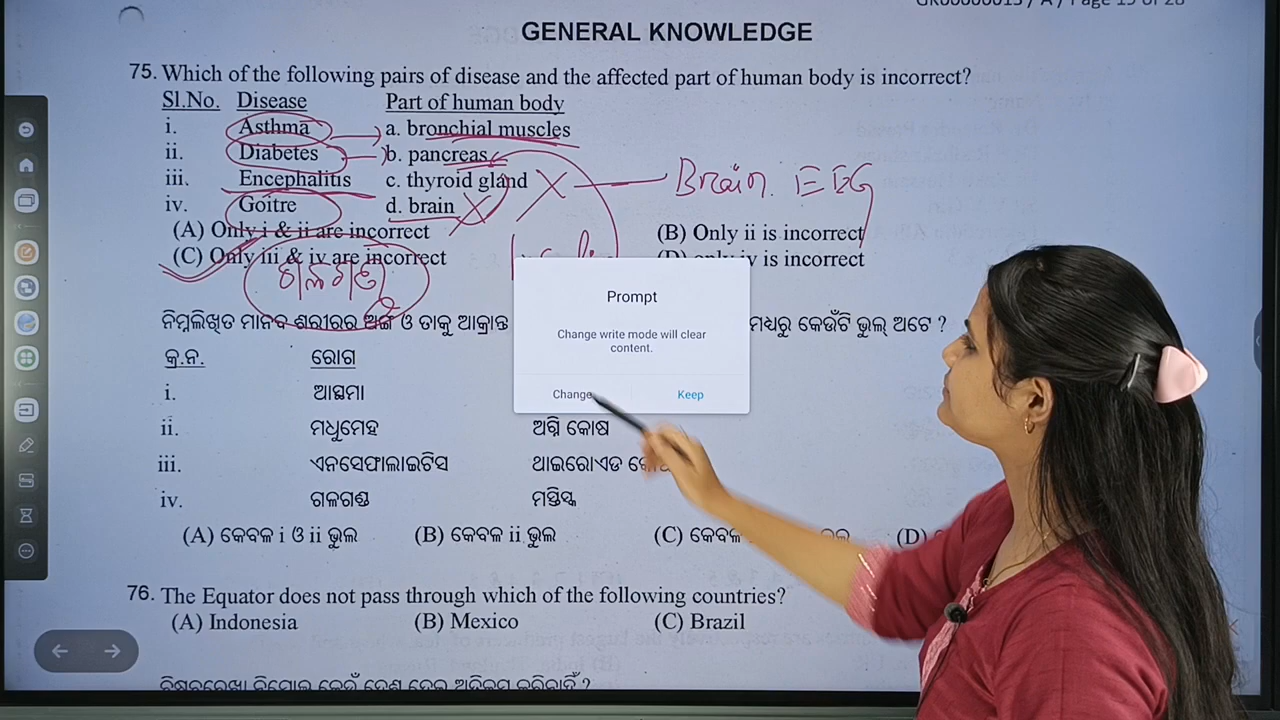 GENERAL KNOWLEDGE
75. Which of the following pairs of disease and the affected part of human body is incorrect?
Sl.No. Disease Part of human body
i. Asthma a. bronchial muscles
ii. Diabetes b. pancreas
iii. Encephalitis c. thyroid gland Brain EEG
iv. Goitre d. brain
(A) Only i & ii are incorrect (B) Only ii is incorrect
(C) Only iii & iv are incorrect iv is incorrect
ଗଳଗଣ୍ଡ
Prompt
Change write mode will clear
content.
Change Keep
ନିମ୍ନଲିଖିତ ମାନବ ଶରୀରର ଅଙ୍ଗ ଓ ତାକୁ ଆକ୍ରାନ୍ତ ମଧ୍ୟରୁ କେଉଁଟି ଭୁଲ୍ ଅଟେ ?
କ୍ର.ନ. ରୋଗ
i. ଆସ୍ଥମା
ii. ମଧୁମେହ ଅଗ୍ନି କୋଷ
iii. ଏନସେଫାଲାଇଟିସ ଥାଇରୋଏଡ
iv. ଗଳଗଣ୍ଡ ମସ୍ତିସ୍କ
(A) କେବଳ i ଓ ii ଭୁଲ (B) କେବଳ ii ଭୁଲ (C) କେବଳ ଭୁଲ (D)
76. The Equator does not pass through which of the following countries?
(A) Indonesia (B) Mexico (C) Brazil